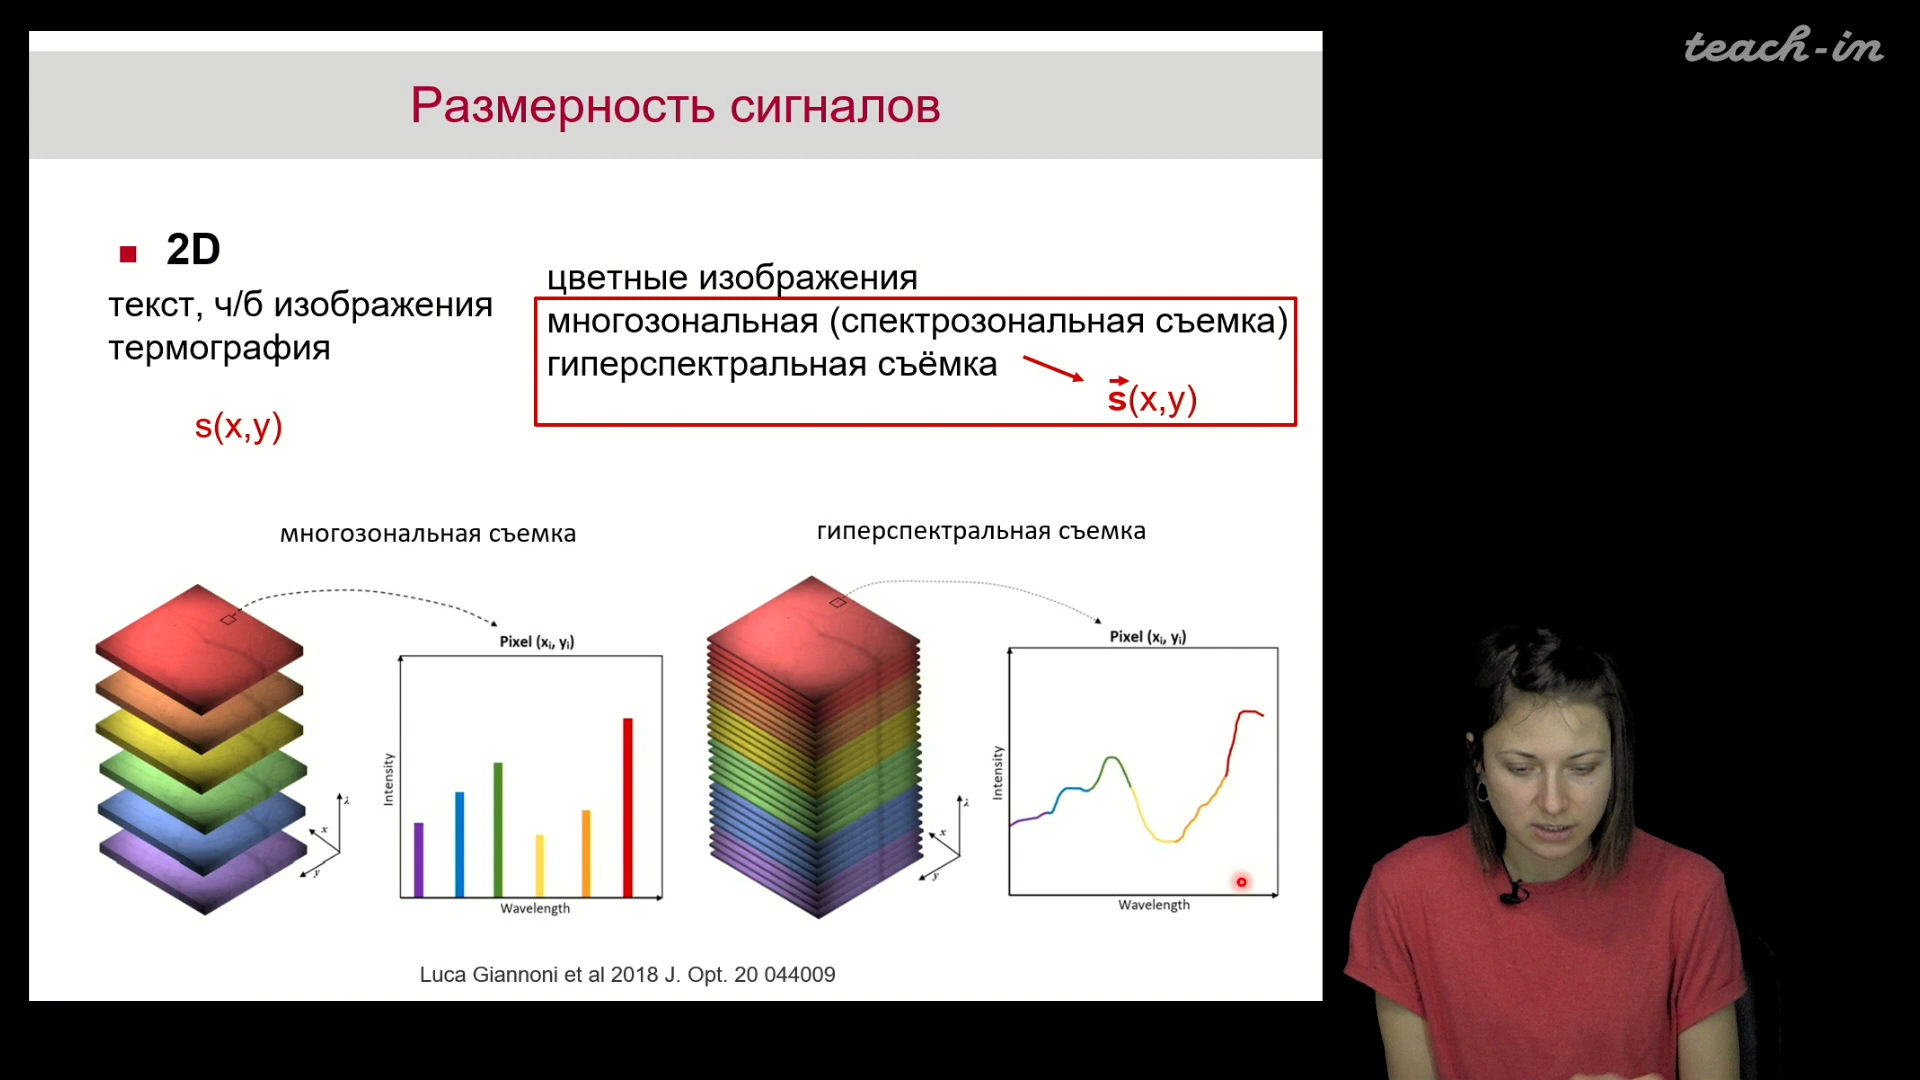 teach-in
Размерность сигналов
2D
текст, ч/б изображения
термография
s(x,y)
цветные изображения
многозональная (спектрозональная съемка)
гиперспектральная съёмка
s(x,y)
многозональная съемка
Pixel (xᵢ, yᵢ)
Intensity
Wavelength
λ
x
y
гиперспектральная съемка
Pixel (xᵢ, yᵢ)
Intensity
Wavelength
λ
x
y
Luca Giannoni et al 2018 J. Opt. 20 044009